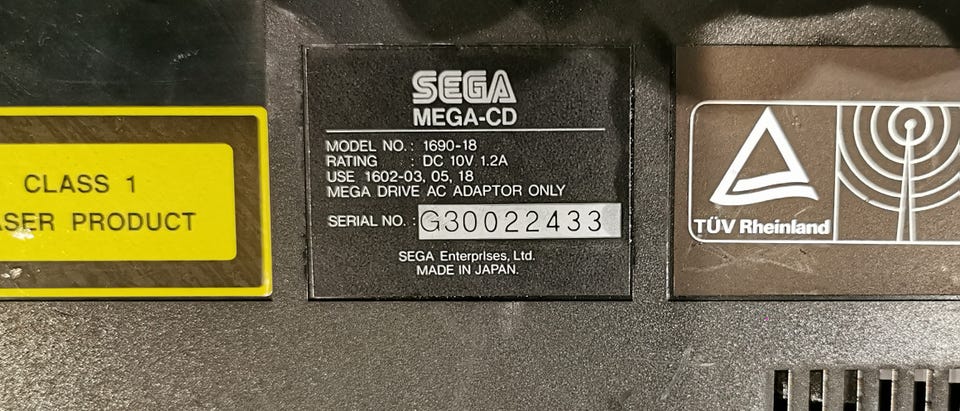 CLASS 1
ASER PRODUCT
SEGA
MEGA-CD
MODEL NO. : 1690-18
RATING : DC 10V 1.2A
USE 1602-03, 05, 18
MEGA DRIVE AC ADAPTOR ONLY
SERIAL NO. : G30022433
SEGA Enterprises, Ltd.
MADE IN JAPAN.
TÜV Rheinland